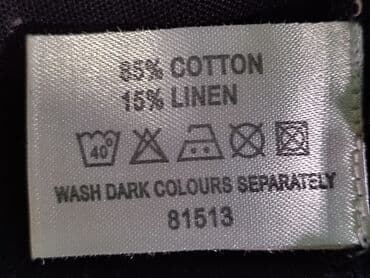 85% COTTON
15% LINEN
40°
WASH DARK COLOURS SEPARATELY
81513